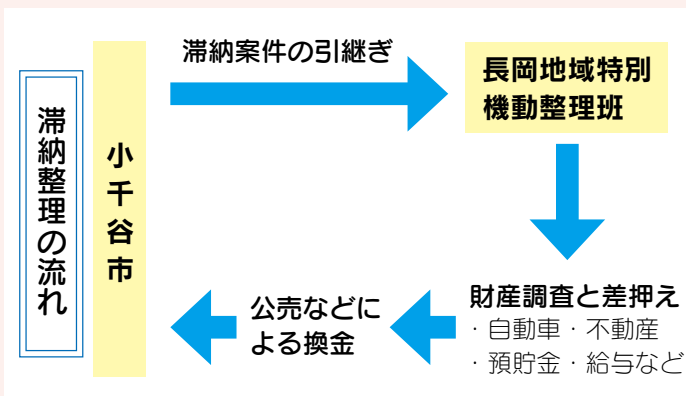 滞納整理の流れ
小千谷市
滞納案件の引継ぎ
長岡地域特別
機動整理班
財産調査と差押え
・自動車・不動産
・預貯金・給与など
公売などに
よる換金